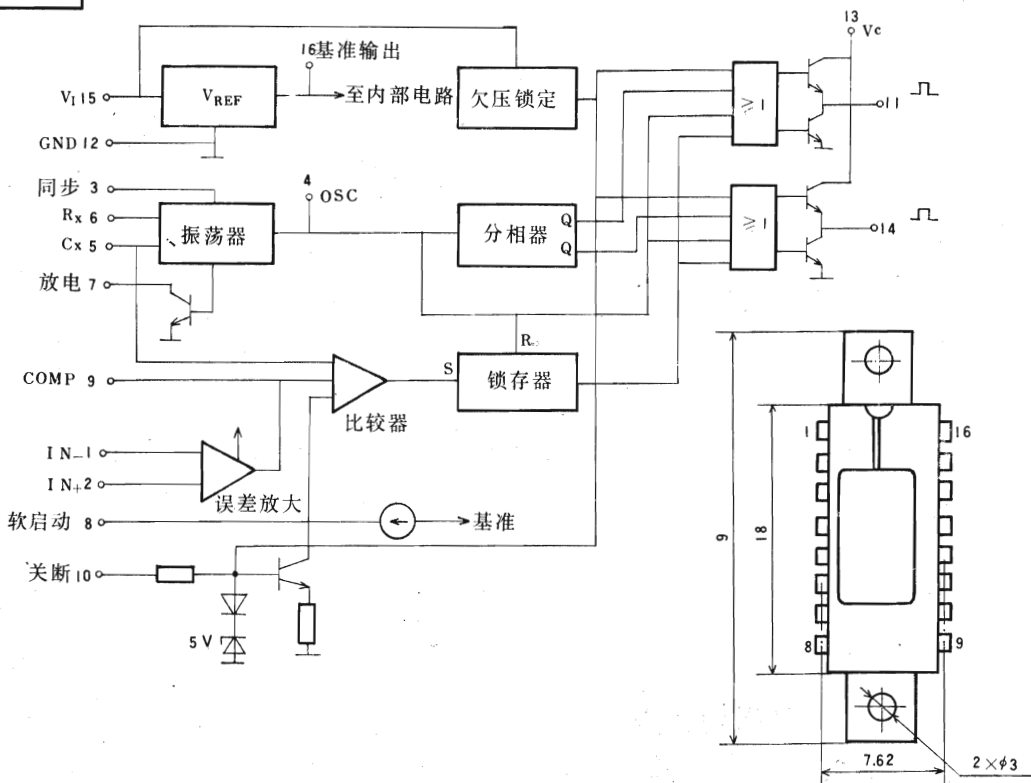 13
Vc
16基准输出
VI 15
VREF
至内部电路
欠压锁定
≥1
11
GND 12
同步 3
4
OSC
Rx 6
振荡器
分相器
Q
Q
≥1
14
Cx 5
放电 7
R
S
锁存器
COMP 9
比较器
IN- 1
IN+ 2
误差放大
软启动 8
基准
关断 10
5V
1
16
9
18
8
9
7.62
2×φ3